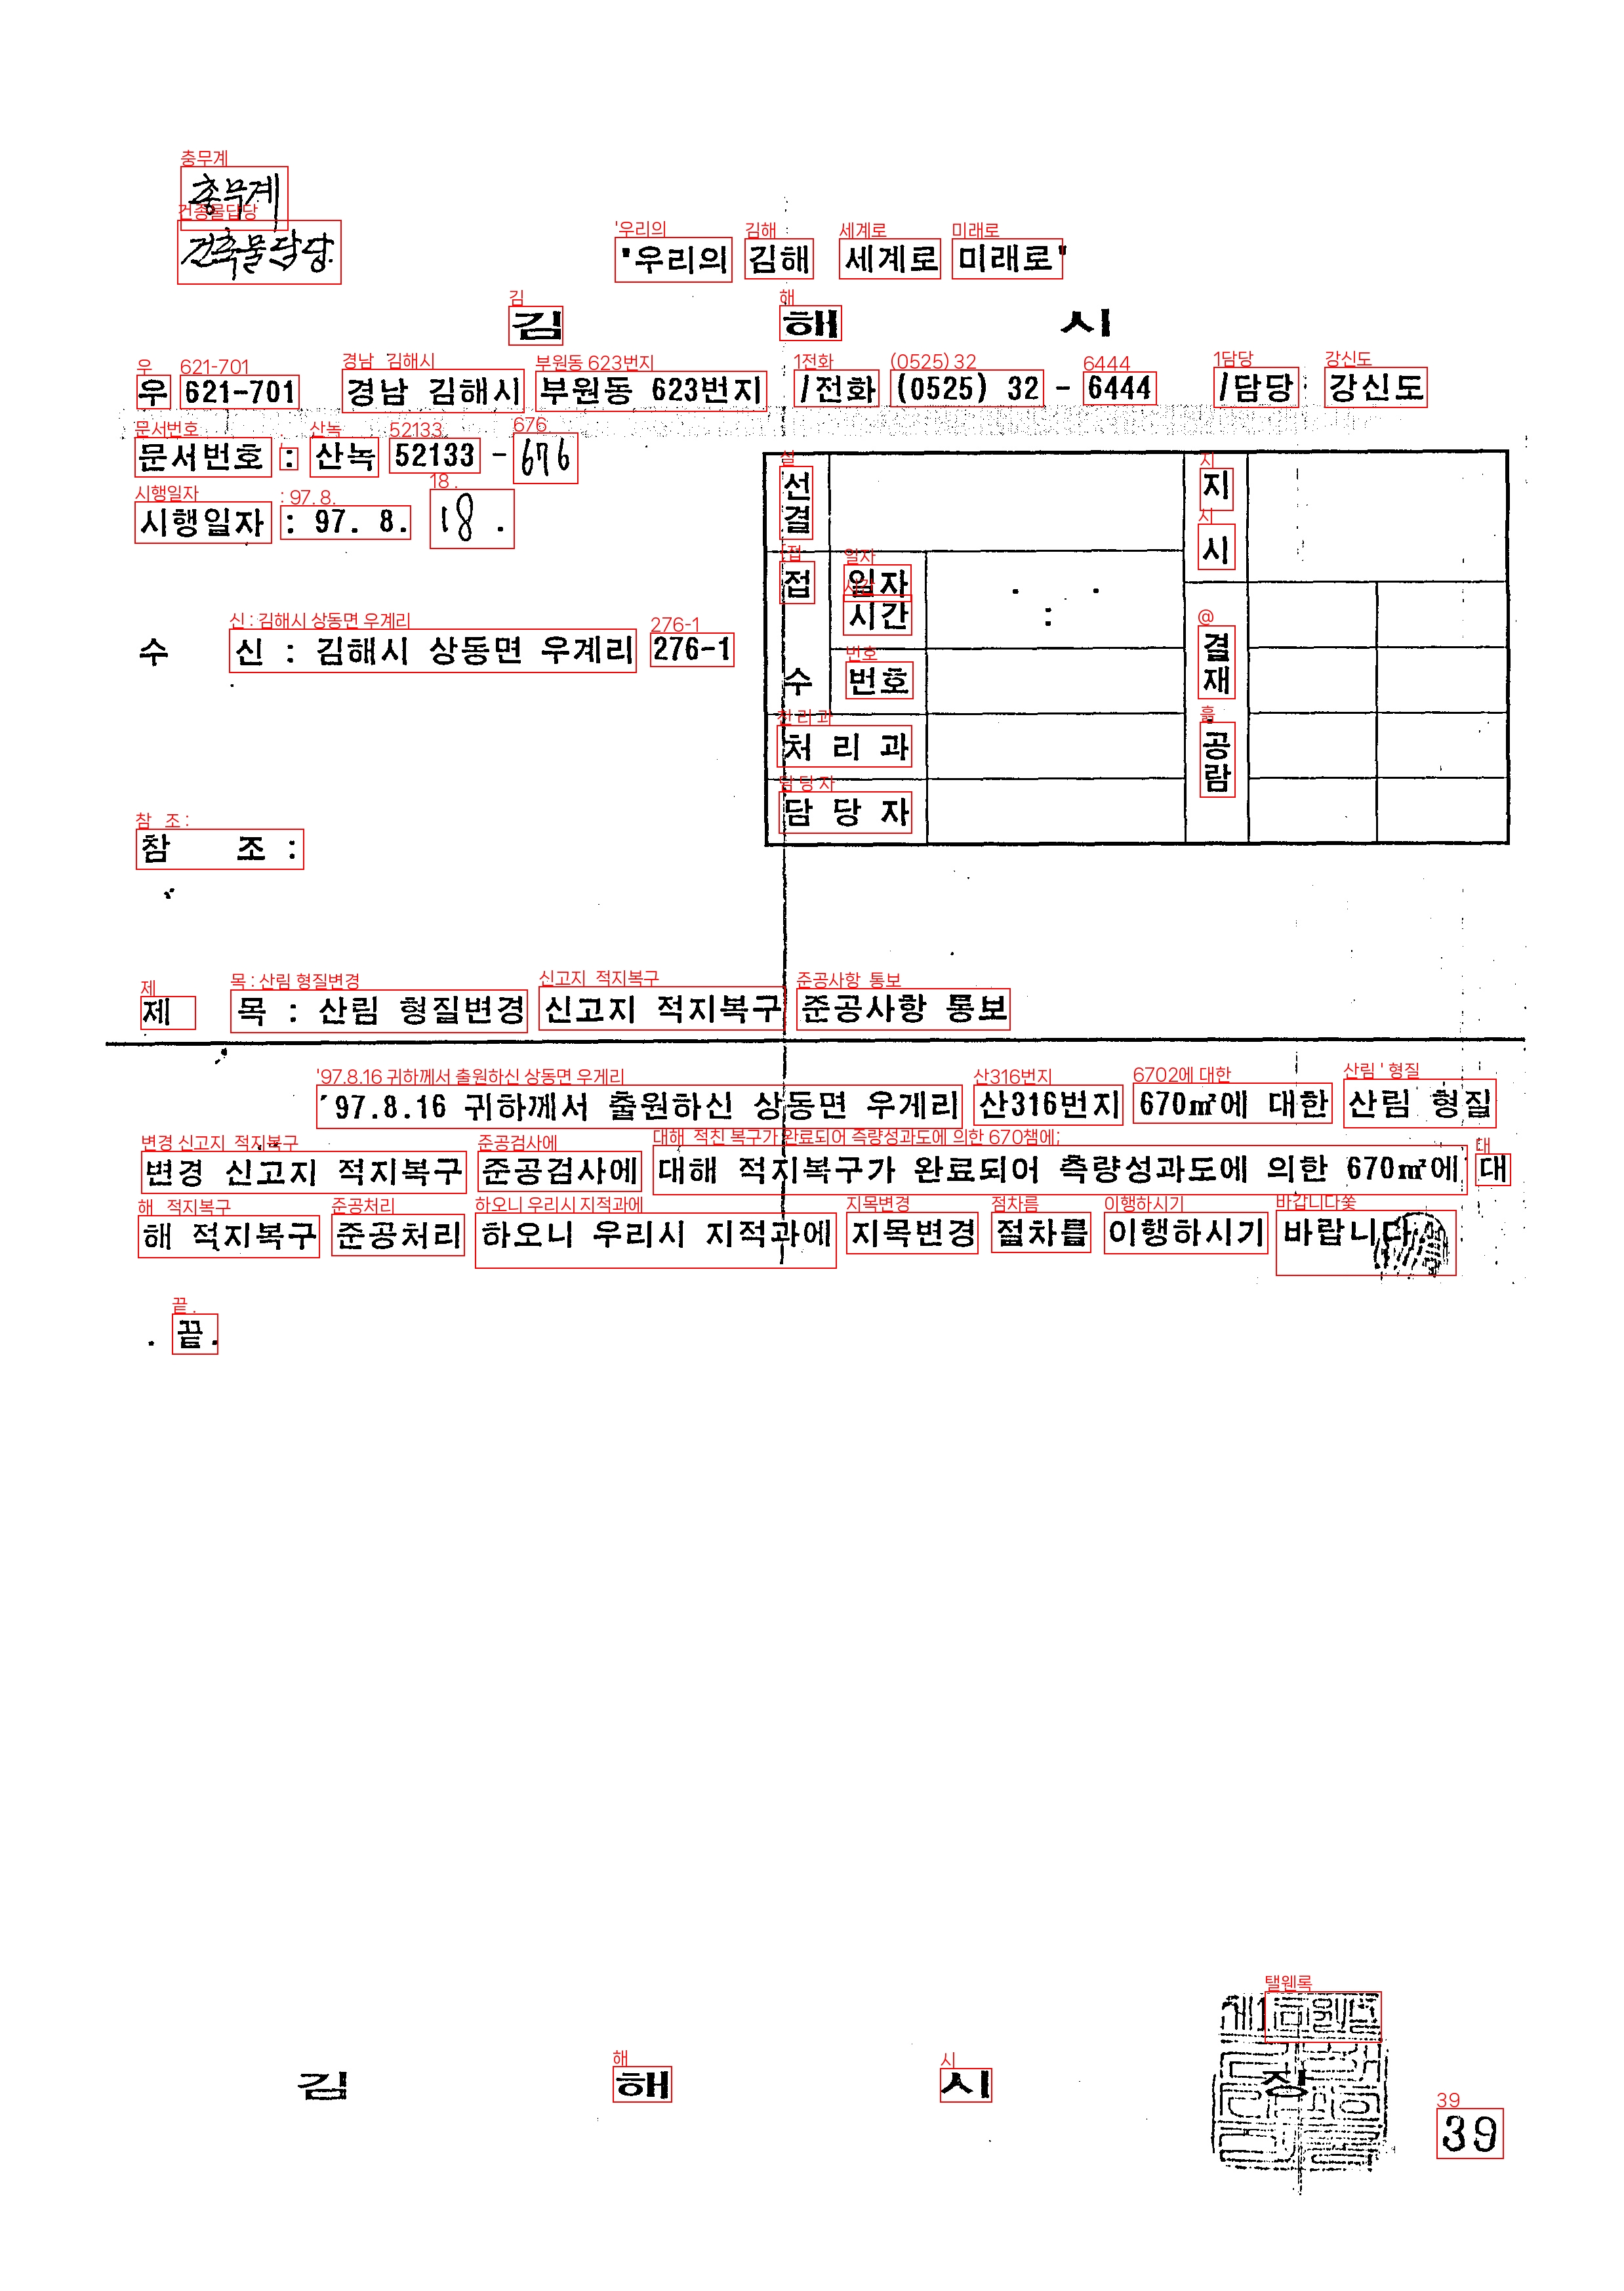 총무계
건축물담당
"우리의 김해 세계로 미래로"
김 해 시
우 621-701 경남 김해시 부원동 623번지 /전화 (0525) 32 - 6444 /담당 강신도
문서번호 : 산녹 52133 - 676
시행일자 : 97. 8. 18 .
수 신 : 김해시 상동면 우계리 276-1
참 조 :
선결
접수
일자
시간
번호
처 리 과
담 당 자
지시
결재
공람
제 목 : 산림 형질변경 신고지 적지복구 준공사항 통보
'97.8.16 귀하께서 출원하신 상동면 우게리 산316번지 670㎡에 대한 산림 형질
변경 신고지 적지복구 준공검사에 대해 적지복구가 완료되어 측량성과도에 의한 670㎡에 대
해 적지복구 준공처리 하오니 우리시 지적과에 지목변경 절차를 이행하시기 바랍니다
. 끝.
김 해 시 장
39